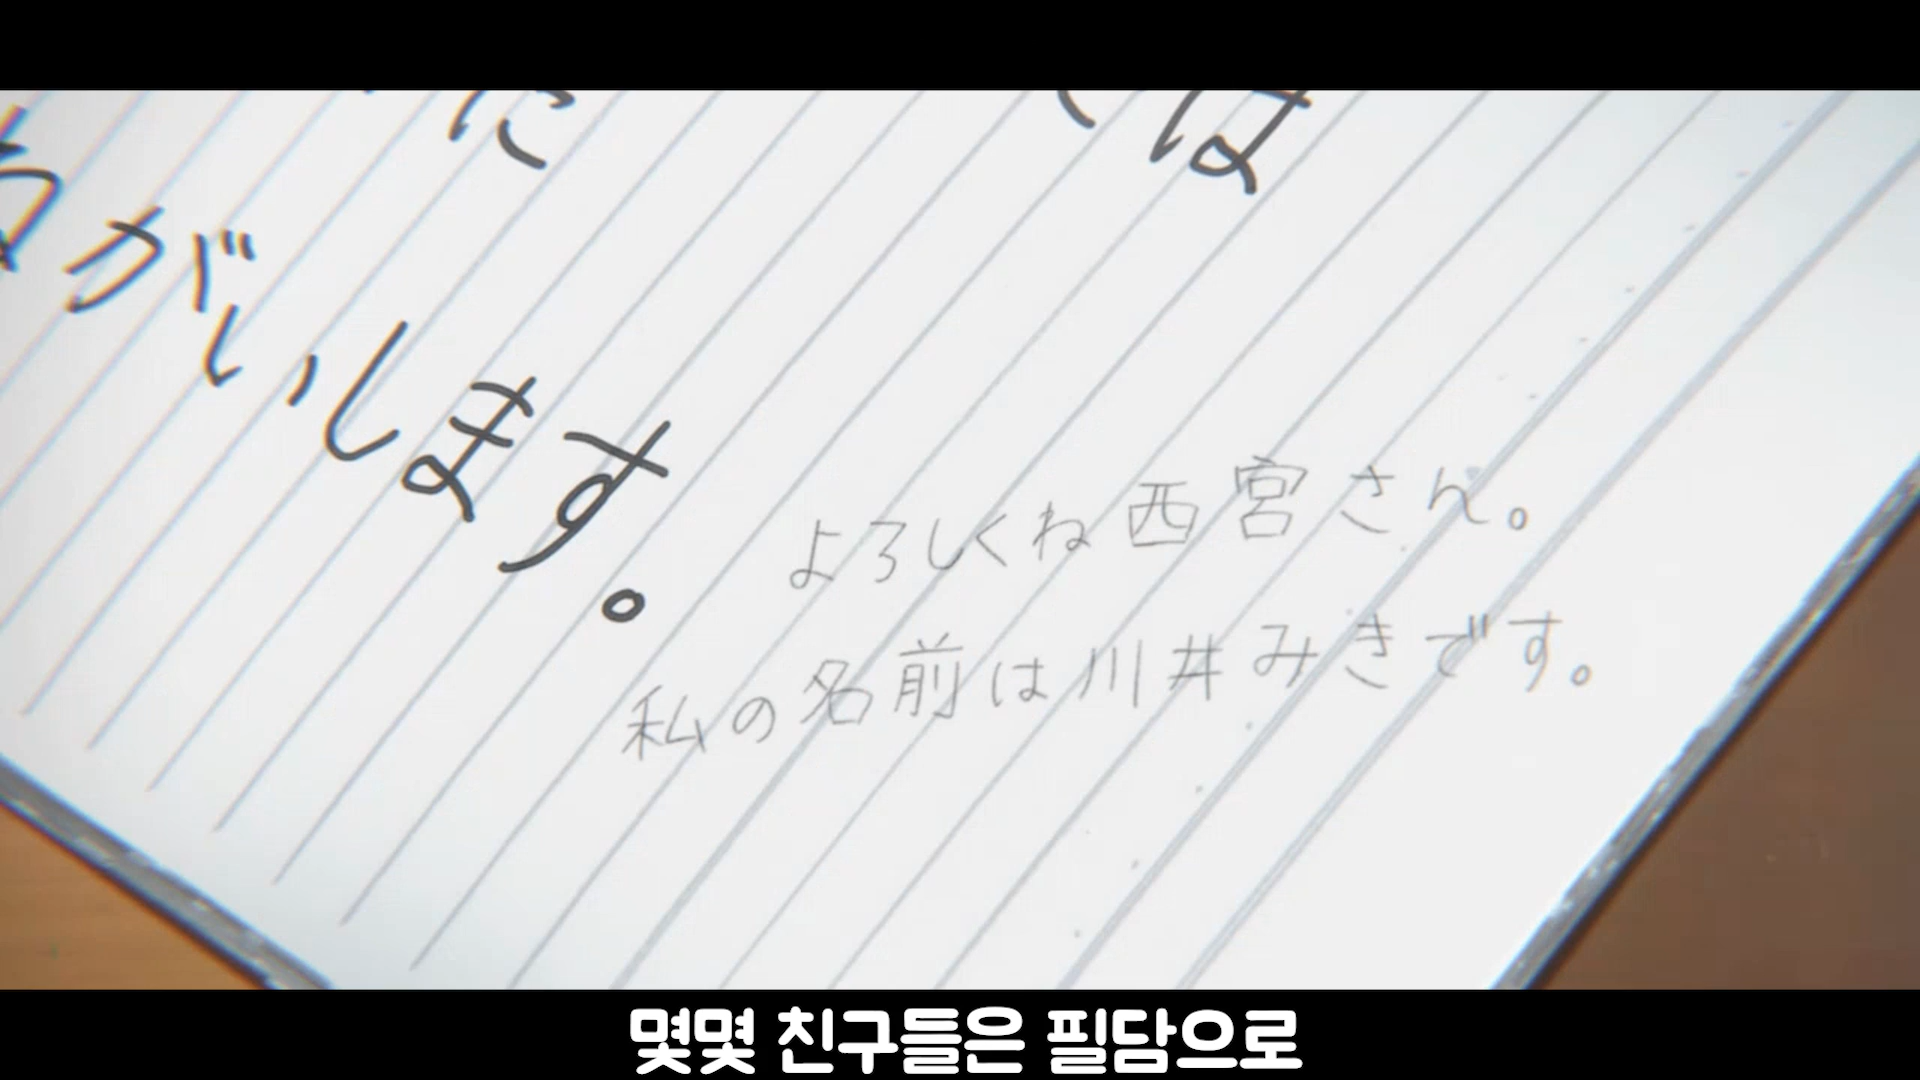 に
は
ねがいします。
よろしくね西宮さん。
私の名前は川井みきです。
몇몇 친구들은 필담으로